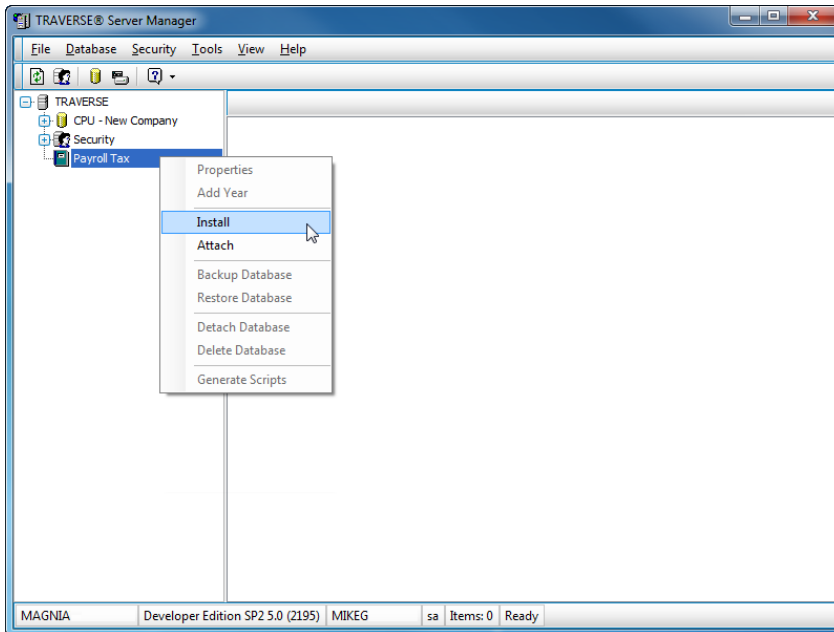 TRAVERSE® Server Manager
File Database Security Tools View Help
TRAVERSE
CPU - New Company
Security
Payroll Tax
Properties
Add Year
Install
Attach
Backup Database
Restore Database
Detach Database
Delete Database
Generate Scripts
MAGNIA Developer Edition SP2 5.0 (2195) MIKEG sa Items: 0 Ready